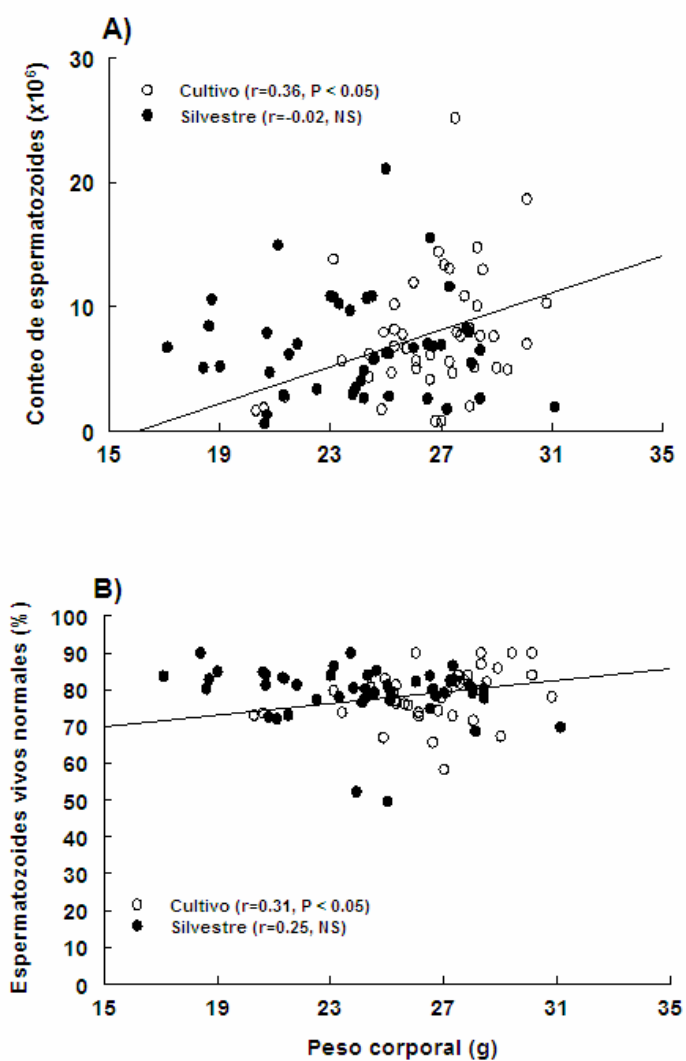 A)
Conteo de espermatozoides (x10⁶)
30
20
10
0
Cultivo (r=0.36, P < 0.05)
Silvestre (r=-0.02, NS)
15 19 23 27 31 35
B)
Espermatozoides vivos normales (%)
100
90
80
70
60
50
40
30
20
10
0
Cultivo (r=0.31, P < 0.05)
Silvestre (r=0.25, NS)
15 19 23 27 31 35
Peso corporal (g)